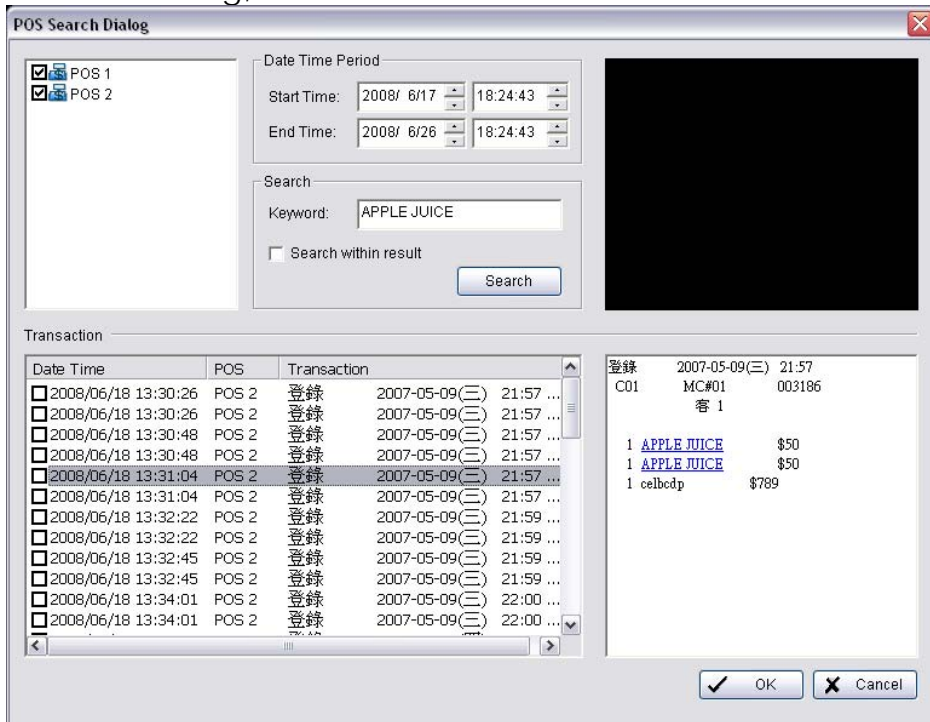 POS Search Dialog
POS 1
POS 2
Date Time Period
Start Time: 2008/ 6/17 18:24:43
End Time: 2008/ 6/26 18:24:43
Search
Keyword: APPLE JUICE
Search within result
Search
Transaction
Date Time POS Transaction
2008/06/18 13:30:26 POS 2 登錄 2007-05-09(三) 21:57 ...
2008/06/18 13:30:26 POS 2 登錄 2007-05-09(三) 21:57 ...
2008/06/18 13:30:48 POS 2 登錄 2007-05-09(三) 21:57 ...
2008/06/18 13:30:48 POS 2 登錄 2007-05-09(三) 21:57 ...
2008/06/18 13:31:04 POS 2 登錄 2007-05-09(三) 21:57 ...
2008/06/18 13:31:04 POS 2 登錄 2007-05-09(三) 21:57 ...
2008/06/18 13:32:22 POS 2 登錄 2007-05-09(三) 21:59 ...
2008/06/18 13:32:22 POS 2 登錄 2007-05-09(三) 21:59 ...
2008/06/18 13:32:45 POS 2 登錄 2007-05-09(三) 21:59 ...
2008/06/18 13:32:45 POS 2 登錄 2007-05-09(三) 21:59 ...
2008/06/18 13:34:01 POS 2 登錄 2007-05-09(三) 22:00 ...
2008/06/18 13:34:01 POS 2 登錄 2007-05-09(三) 22:00 ...
登錄 2007-05-09(三) 21:57
C01 MC#01 003186
客 1
1 APPLE JUICE $50
1 APPLE JUICE $50
1 celbcdp $789
OK Cancel